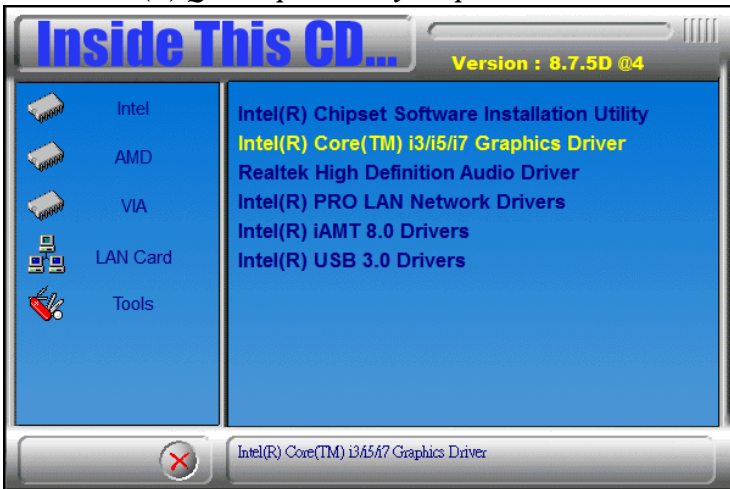 Inside This CD...
Version : 8.7.5D @4
Intel
AMD
VIA
LAN Card
Tools
Intel(R) Chipset Software Installation Utility
Intel(R) Core(TM) i3/i5/i7 Graphics Driver
Realtek High Definition Audio Driver
Intel(R) PRO LAN Network Drivers
Intel(R) iAMT 8.0 Drivers
Intel(R) USB 3.0 Drivers
Intel(R) Core(TM) i3/i5/i7 Graphics Driver